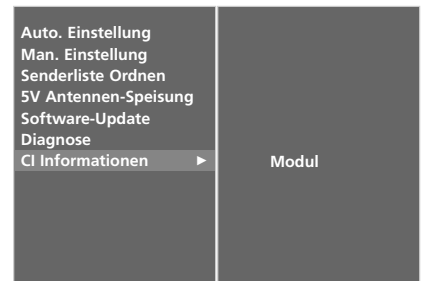 Auto. Einstellung
Man. Einstellung
Senderliste Ordnen
5V Antennen-Speisung
Software-Update
Diagnose
CI Informationen ►
Modul